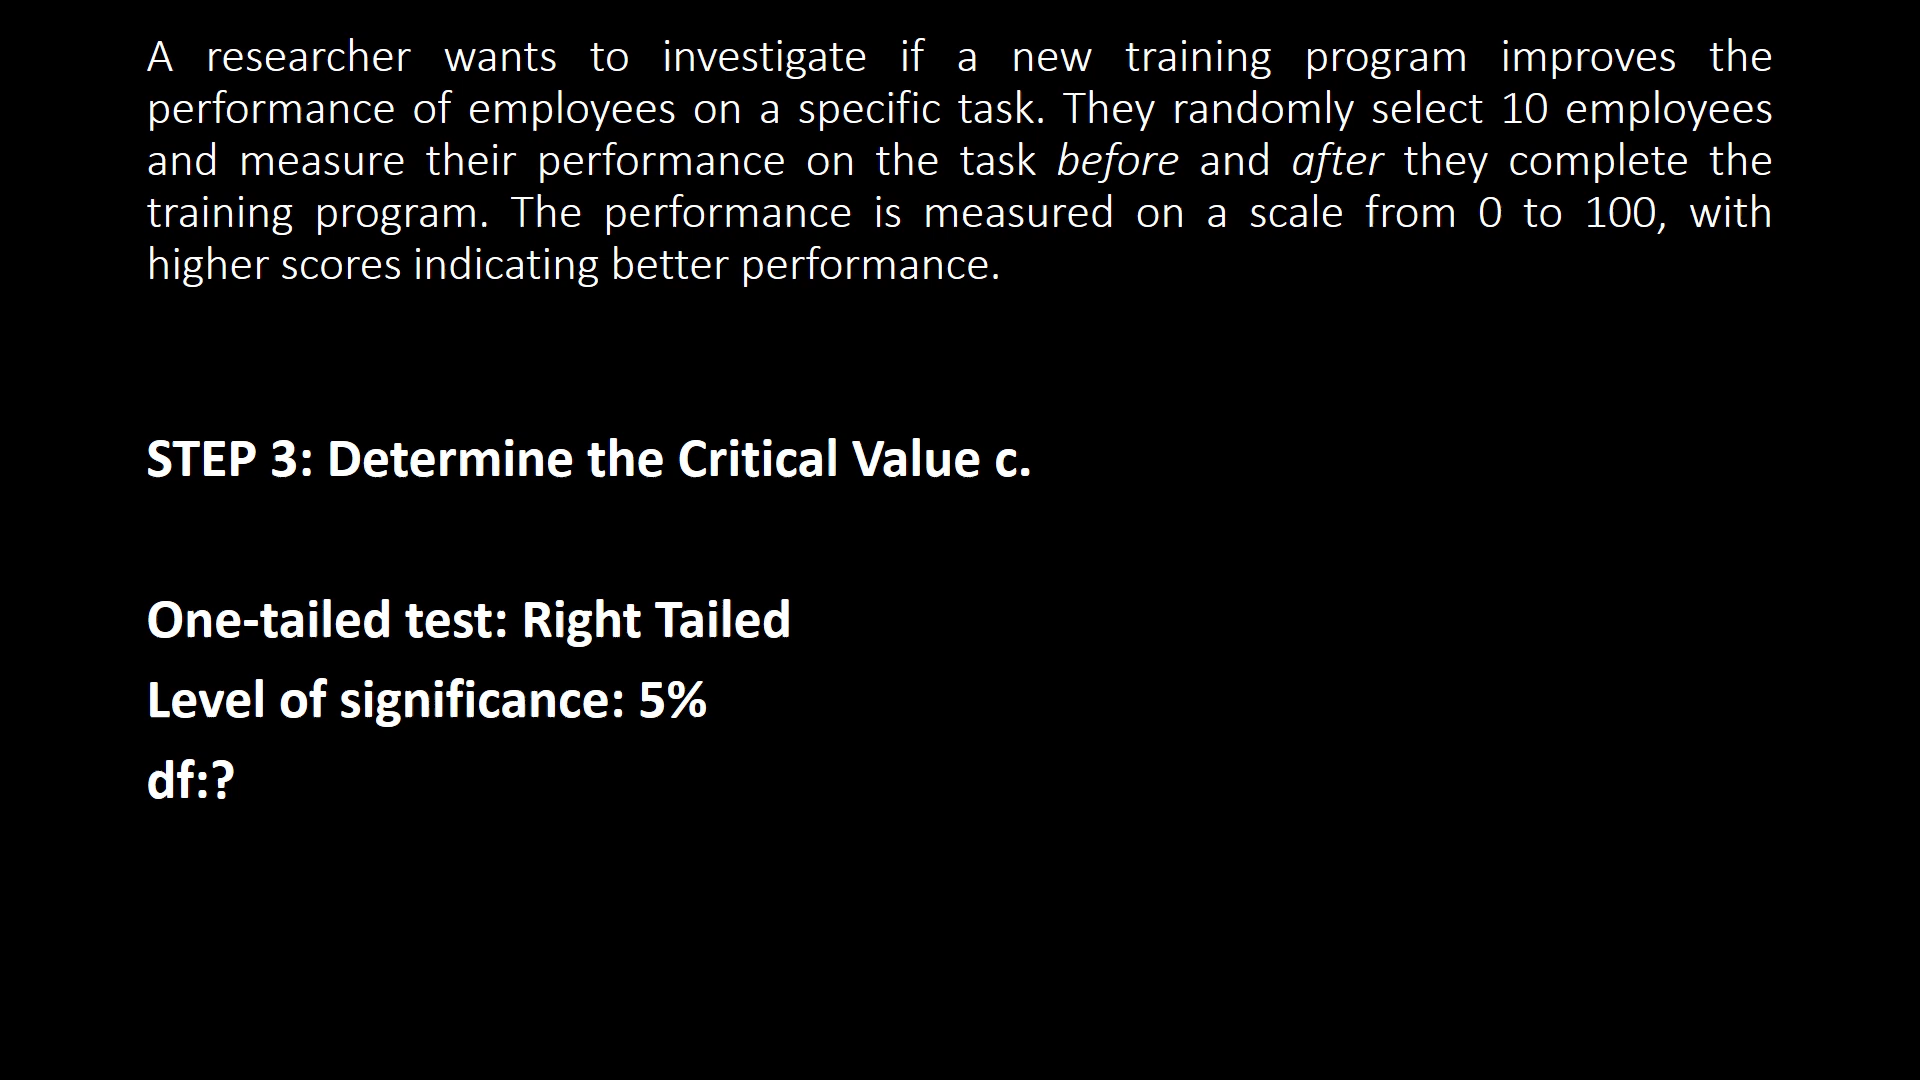 A researcher wants to investigate if a new training program improves the
performance of employees on a specific task. They randomly select 10 employees
and measure their performance on the task before and after they complete the
training program. The performance is measured on a scale from 0 to 100, with
higher scores indicating better performance.
STEP 3: Determine the Critical Value c.
One-tailed test: Right Tailed
Level of significance: 5%
df:?